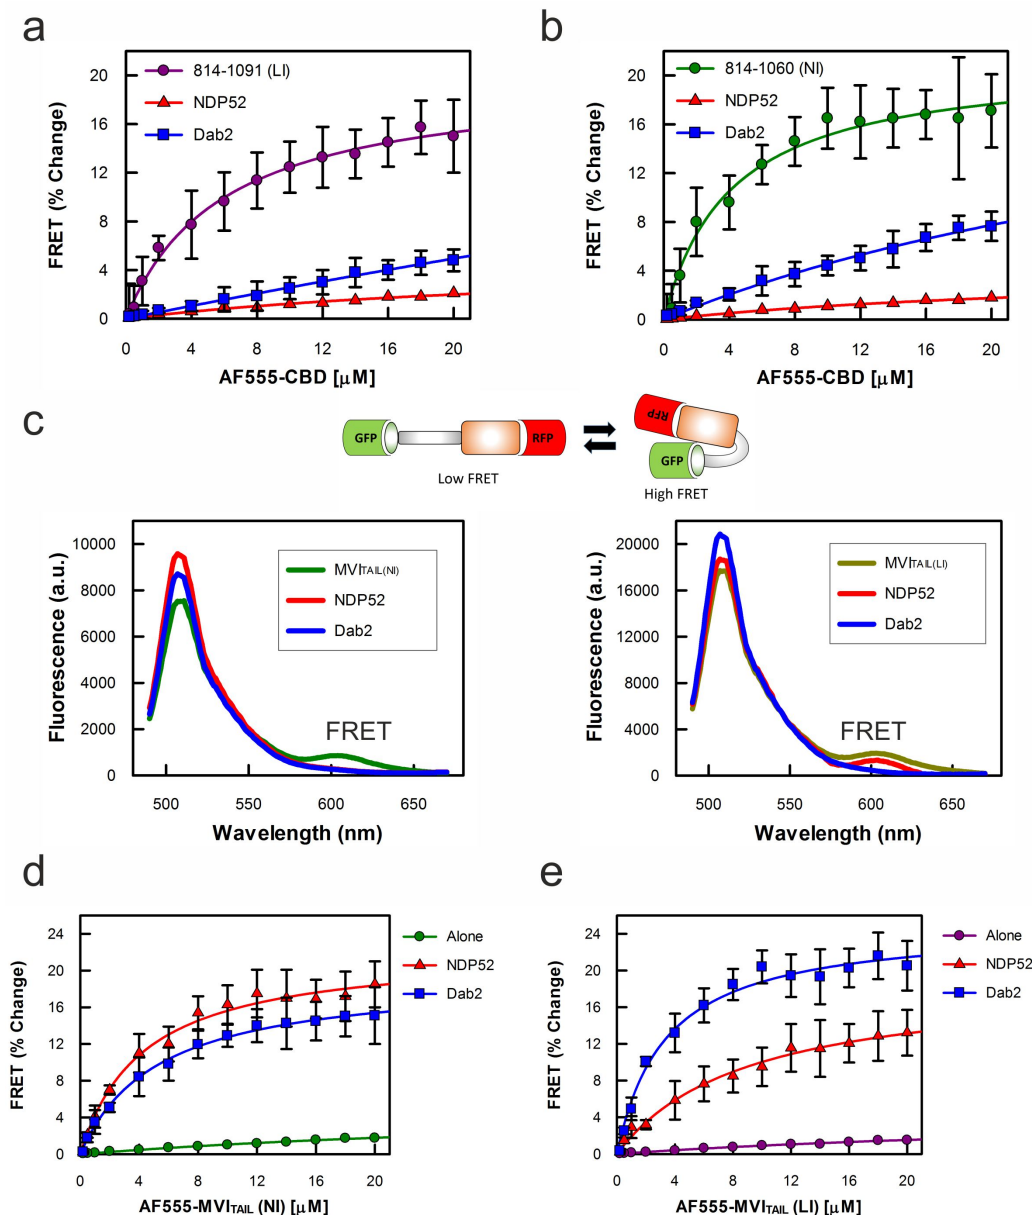 a
20
16
12
8
4
0
FRET (% Change)
814-1091 (LI)
NDP52
Dab2
0 4 8 12 16 20
AF555-CBD [μM]
b
20
16
12
8
4
0
FRET (% Change)
814-1060 (NI)
NDP52
Dab2
0 4 8 12 16 20
AF555-CBD [μM]
c
GFP RFP
Low FRET
RFP
GFP
High FRET
10000
8000
6000
4000
2000
0
Fluorescence (a.u.)
MVITAIL(NI)
NDP52
Dab2
FRET
500 550 600 650
Wavelength (nm)
20000
16000
12000
8000
4000
0
Fluorescence (a.u.)
MVITAIL(LI)
NDP52
Dab2
FRET
500 550 600 650
Wavelength (nm)
d
24
20
16
12
8
4
0
FRET (% Change)
Alone
NDP52
Dab2
0 4 8 12 16 20
AF555-MVITAIL (NI) [μM]
e
24
20
16
12
8
4
0
FRET (% Change)
Alone
NDP52
Dab2
0 4 8 12 16 20
AF555-MVITAIL (LI) [μM]